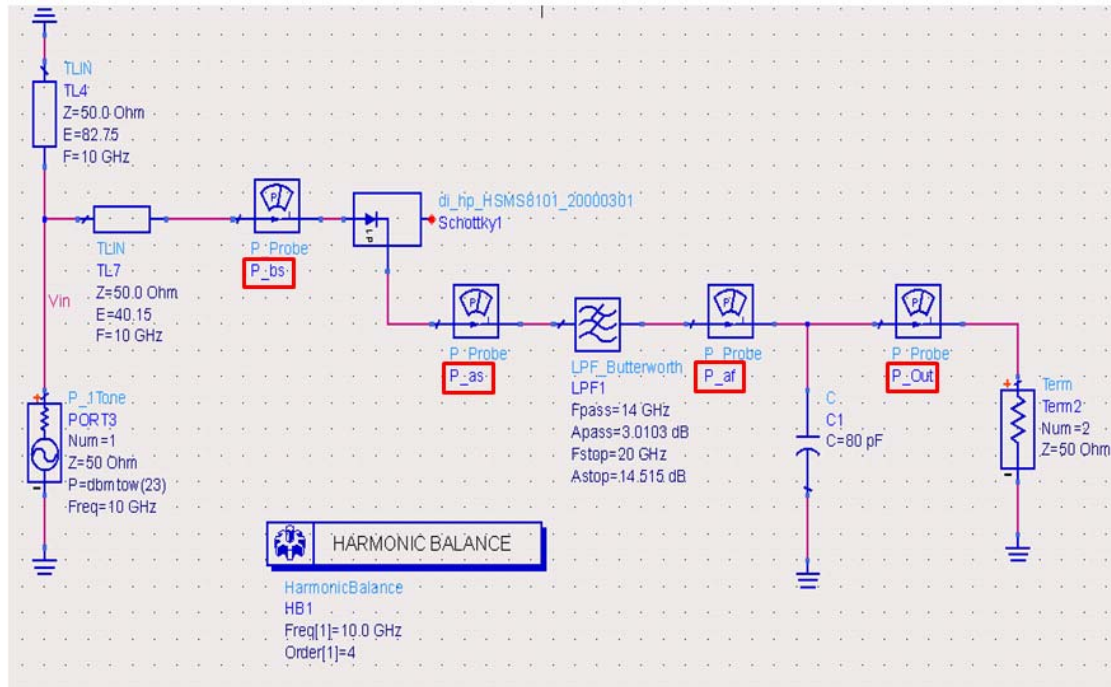 TLIN
TL4
Z=50.0 Ohm
E=82.75
F=10 GHz
di_hp_HSMS8101_20000301
Schottky1
P
LP
TLIN
TL7
Z=50.0 Ohm
E=40.15
F=10 GHz
P_Probe
P_bs
Vin
P
P_Probe
P_as
LPF_Butterworth
LPF1
Fpass=14 GHz
Apass=3.0103 dB
Fstop=20 GHz
Astop=14.515 dB
P
P_Probe
P_af
P
P_Probe
P_Out
C
C1
C=80 pF
Term
Term2
Num=2
Z=50 Ohm
P_1Tone
PORT3
Num=1
Z=50 Ohm
P=dbmtow(23)
Freq=10 GHz
HARMONIC BALANCE
HarmonicBalance
HB1
Freq[1]=10.0 GHz
Order[1]=4